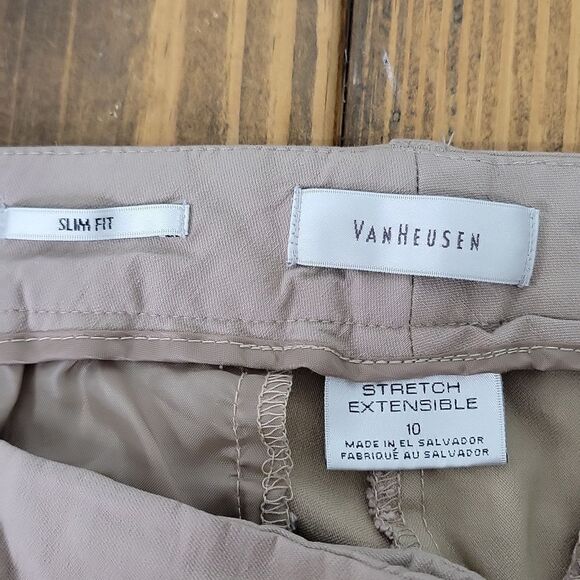 SLIM FIT
VANHEUSEN
STRETCH
EXTENSIBLE
10
MADE IN EL SALVADOR
FABRIQUÉ AU SALVADOR